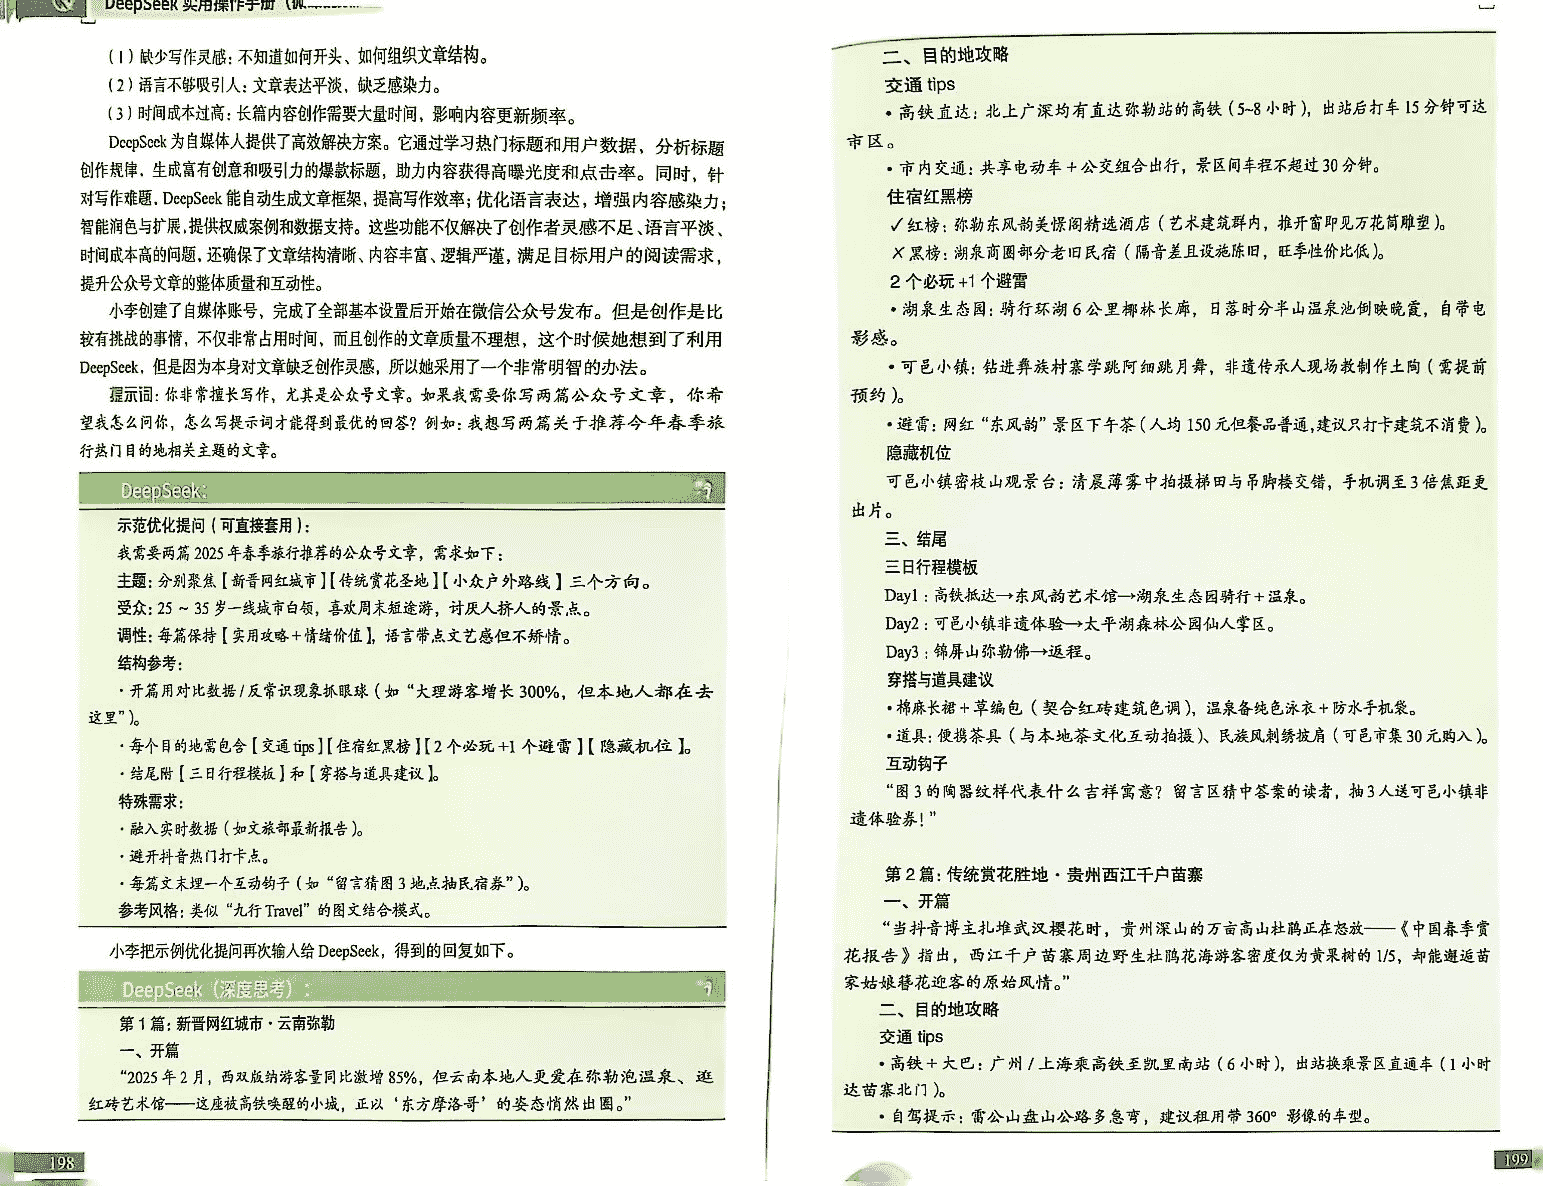 DeepSeek 实用操作手册
(1)缺少写作灵感：不知道如何开头、如何组织文章结构。
(2)语言不够吸引人：文章表达平淡，缺乏感染力。
(3)时间成本过高：长篇内容创作需要大量时间，影响内容更新频率。
DeepSeek 为自媒体人提供了高效解决方案。它通过学习热门标题和用户数据，分析标题
创作规律，生成富有创意和吸引力的爆款标题，助力内容获得高曝光度和点击率。同时，针
对写作难题，DeepSeek 能自动生成文章框架，提高写作效率；优化语言表达，增强内容感染力；
智能润色与扩展，提供权威案例和数据支持。这些功能不仅解决了创作者灵感不足、语言平淡、
时间成本高的问题，还确保了文章结构清晰、内容丰富、逻辑严谨，满足目标用户的阅读需求，
提升公众号文章的整体质量和互动性。
小李创建了自媒体账号，完成了全部基本设置后开始在微信公众号发布。但是创作是比
较有挑战的事情，不仅非常占用时间，而且创作的文章质量不理想，这个时候她想到了利用
DeepSeek，但是因为本身对文章缺乏创作灵感，所以她采用了一个非常明智的办法。
提示词：你非常擅长写作，尤其是公众号文章。如果我需要你写两篇公众号文章，你希
望我怎么问你，怎么写提示词才能得到最优的回答？例如：我想写两篇关于推荐今年春季旅
行热门目的地相关主题的文章。
DeepSeek：
示范优化提问（可直接套用）：
我需要两篇 2025 年春季旅行推荐的公众号文章，需求如下：
主题：分别聚焦【新晋网红城市】【传统赏花圣地】【小众户外路线】三个方向。
受众：25 ~ 35 岁一线城市白领，喜欢周末短途游，讨厌人挤人的景点。
调性：每篇保持【实用攻略+情绪价值】，语言带点文艺感但不矫情。
结构参考：
·开篇用对比数据/反常识现象抓眼球（如“大理游客增长 300%，但本地人都在去
这里”）。
·每个目的地需包含【交通 tips】【住宿红黑榜】【2 个必玩 +1 个避雷】【隐藏机位】。
·结尾附【三日行程模板】和【穿搭与道具建议】。
特殊需求：
·融入实时数据（如文旅部最新报告）。
·避开抖音热门打卡点。
·每篇文末埋一个互动钩子（如“留言猜图 3 地点抽民宿券”）。
参考风格：类似“九行 Travel”的图文结合模式。
小李把示例优化提问再次输入给 DeepSeek，得到的回复如下。
DeepSeek（深度思考）：
第 1 篇：新晋网红城市·云南弥勒
一、开篇
“2025 年 2 月，西双版纳游客量同比激增 85%，但云南本地人更爱在弥勒泡温泉、逛
红砖艺术馆——这座被高铁唤醒的小城，正以‘东方摩洛哥’的姿态悄然出圈。”
198
二、目的地攻略
交通 tips
•高铁直达：北上广深均有直达弥勒站的高铁（5~8 小时），出站后打车 15 分钟可达
市区。
•市内交通：共享电动车+公交组合出行，景区间车程不超过 30 分钟。
住宿红黑榜
✓红榜：弥勒东风韵美憬阁精选酒店（艺术建筑群内，推开窗即见万花筒雕塑）。
✗黑榜：湖泉商圈部分老旧民宿（隔音差且设施陈旧，旺季性价比低）。
2 个必玩 +1 个避雷
•湖泉生态园：骑行环湖 6 公里椰林长廊，日落时分半山温泉池倒映晚霞，自带电
影感。
•可邑小镇：钻进彝族村寨学跳阿细跳月舞，非遗传承人现场教制作土陶（需提前
预约）。
•避雷：网红“东风韵”景区下午茶（人均 150 元但餐品普通，建议只打卡建筑不消费）。
隐藏机位
可邑小镇密枝山观景台：清晨薄雾中拍摄梯田与吊脚楼交错，手机调至 3 倍焦距更
出片。
三、结尾
三日行程模板
Day1：高铁抵达→东风韵艺术馆→湖泉生态园骑行+温泉。
Day2：可邑小镇非遗体验→太平湖森林公园仙人掌区。
Day3：锦屏山弥勒佛→返程。
穿搭与道具建议
•棉麻长裙+草编包（契合红砖建筑色调），温泉备纯色泳衣+防水手机袋。
•道具：便携茶具（与本地茶文化互动拍摄）、民族风刺绣披肩（可邑市集 30 元购入）。
互动钩子
“图 3 的陶器纹样代表什么吉祥寓意？留言区猜中答案的读者，抽 3 人送可邑小镇非
遗体验券！”
第 2 篇：传统赏花胜地·贵州西江千户苗寨
一、开篇
“当抖音博主扎堆武汉樱花时，贵州深山的万亩高山杜鹃正在怒放——《中国春季赏
花报告》指出，西江千户苗寨周边野生杜鹃花海游客密度仅为黄果树的 1/5，却能邂逅苗
家姑娘簪花迎客的原始风情。”
二、目的地攻略
交通 tips
•高铁+大巴：广州/上海乘高铁至凯里南站（6 小时），出站换乘景区直通车（1 小时
达苗寨北门）。
•自驾提示：雷公山盘山公路多急弯，建议租用带 360° 影像的车型。
199